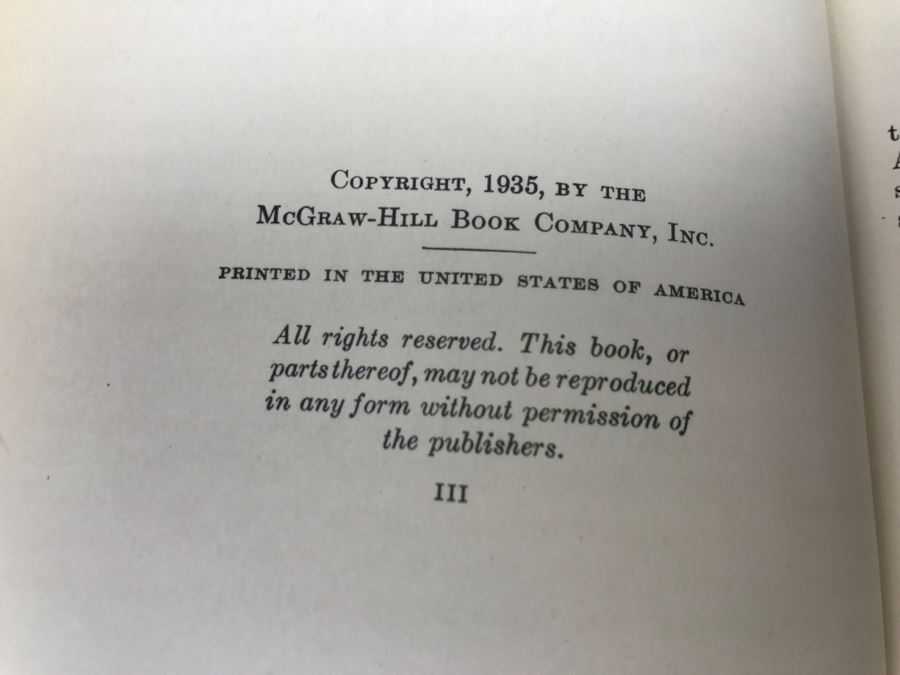 COPYRIGHT, 1935, BY THE
MCGRAW-HILL BOOK COMPANY, INC.
PRINTED IN THE UNITED STATES OF AMERICA
All rights reserved. This book, or
parts thereof, may not be reproduced
in any form without permission of
the publishers.
III